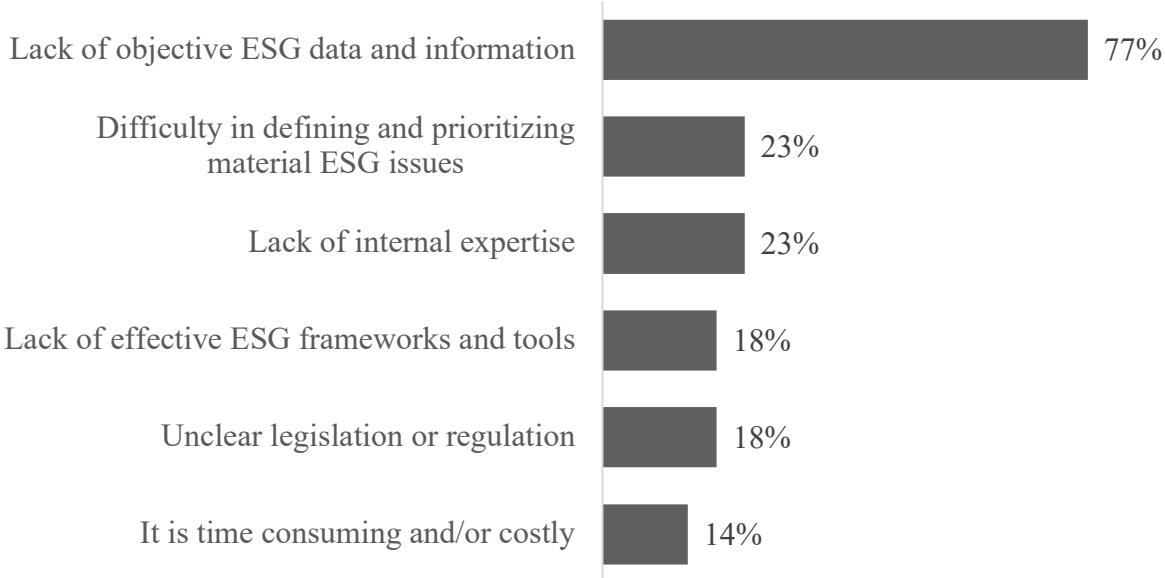 Lack of objective ESG data and information 77%
Difficulty in defining and prioritizing
material ESG issues 23%
Lack of internal expertise 23%
Lack of effective ESG frameworks and tools 18%
Unclear legislation or regulation 18%
It is time consuming and/or costly 14%